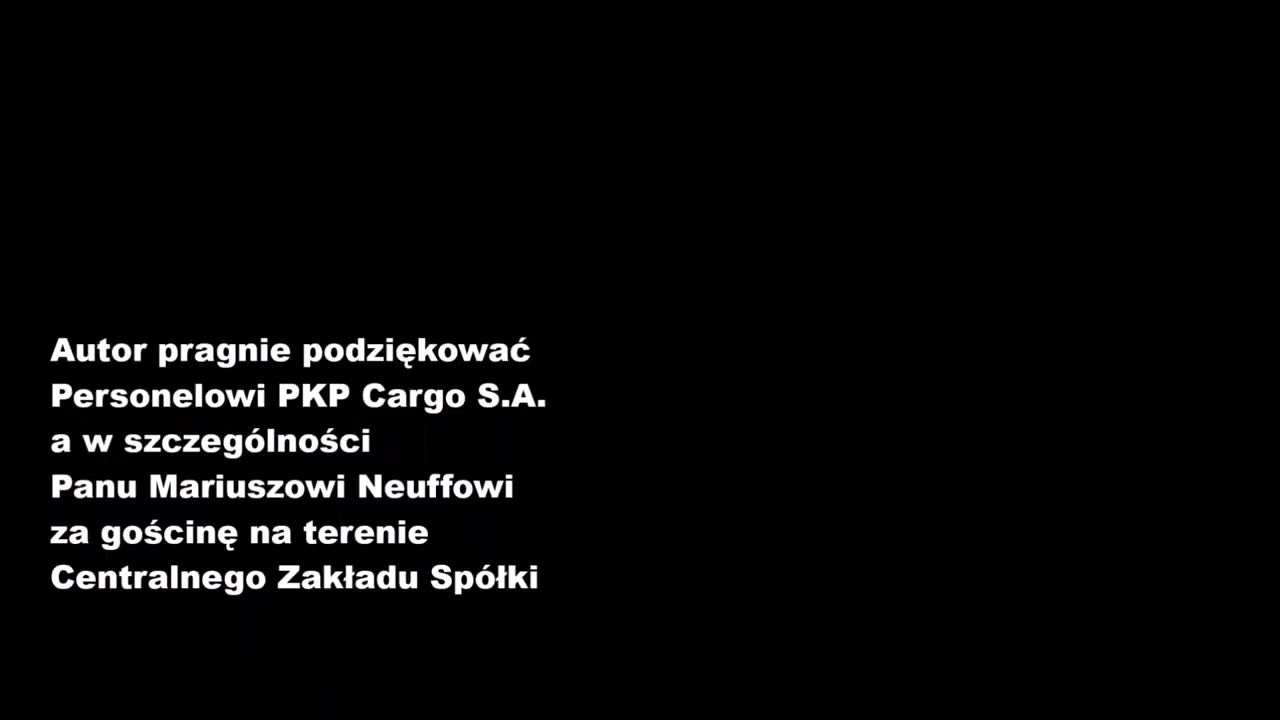 Autor pragnie podziękować
Personelowi PKP Cargo S.A.
a w szczególności
Panu Mariuszowi Neuffowi
za gościnę na terenie
Centralnego Zakładu Spółki